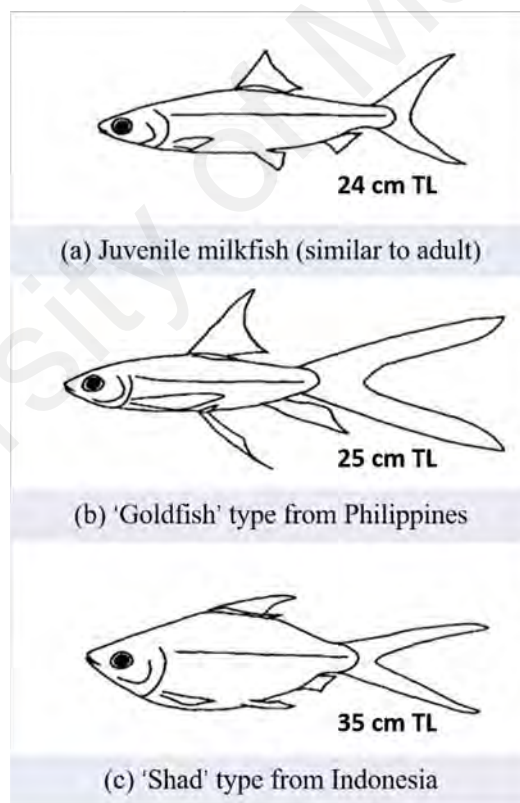 24 cm TL
(a) Juvenile milkfish (similar to adult)
25 cm TL
(b) ‘Goldfish’ type from Philippines
35 cm TL
(c) ‘Shad’ type from Indonesia